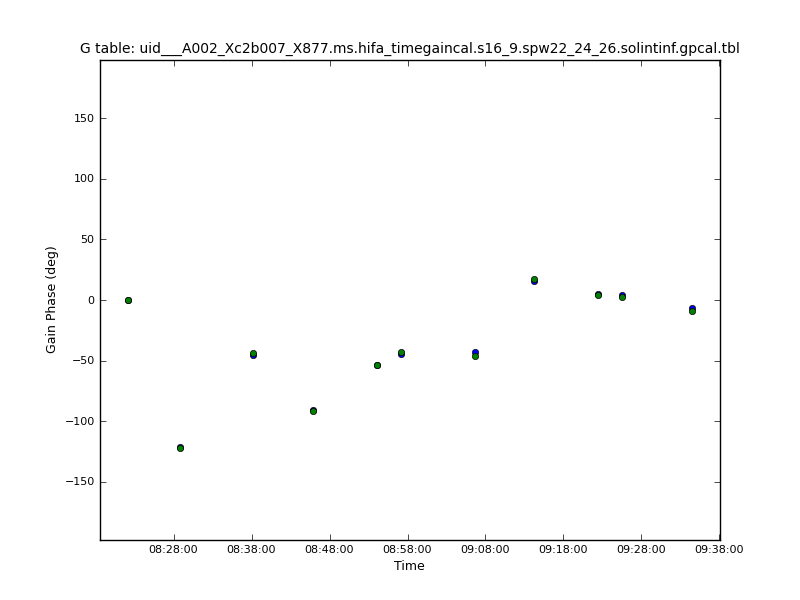 G table: uid___A002_Xc2b007_X877.ms.hifa_timegaincal.s16_9.spw22_24_26.solintinf.gpcal.tbl
150
100
50
0
−50
−100
−150
Gain Phase (deg)
08:28:00 08:38:00 08:48:00 08:58:00 09:08:00 09:18:00 09:28:00 09:38:00
Time